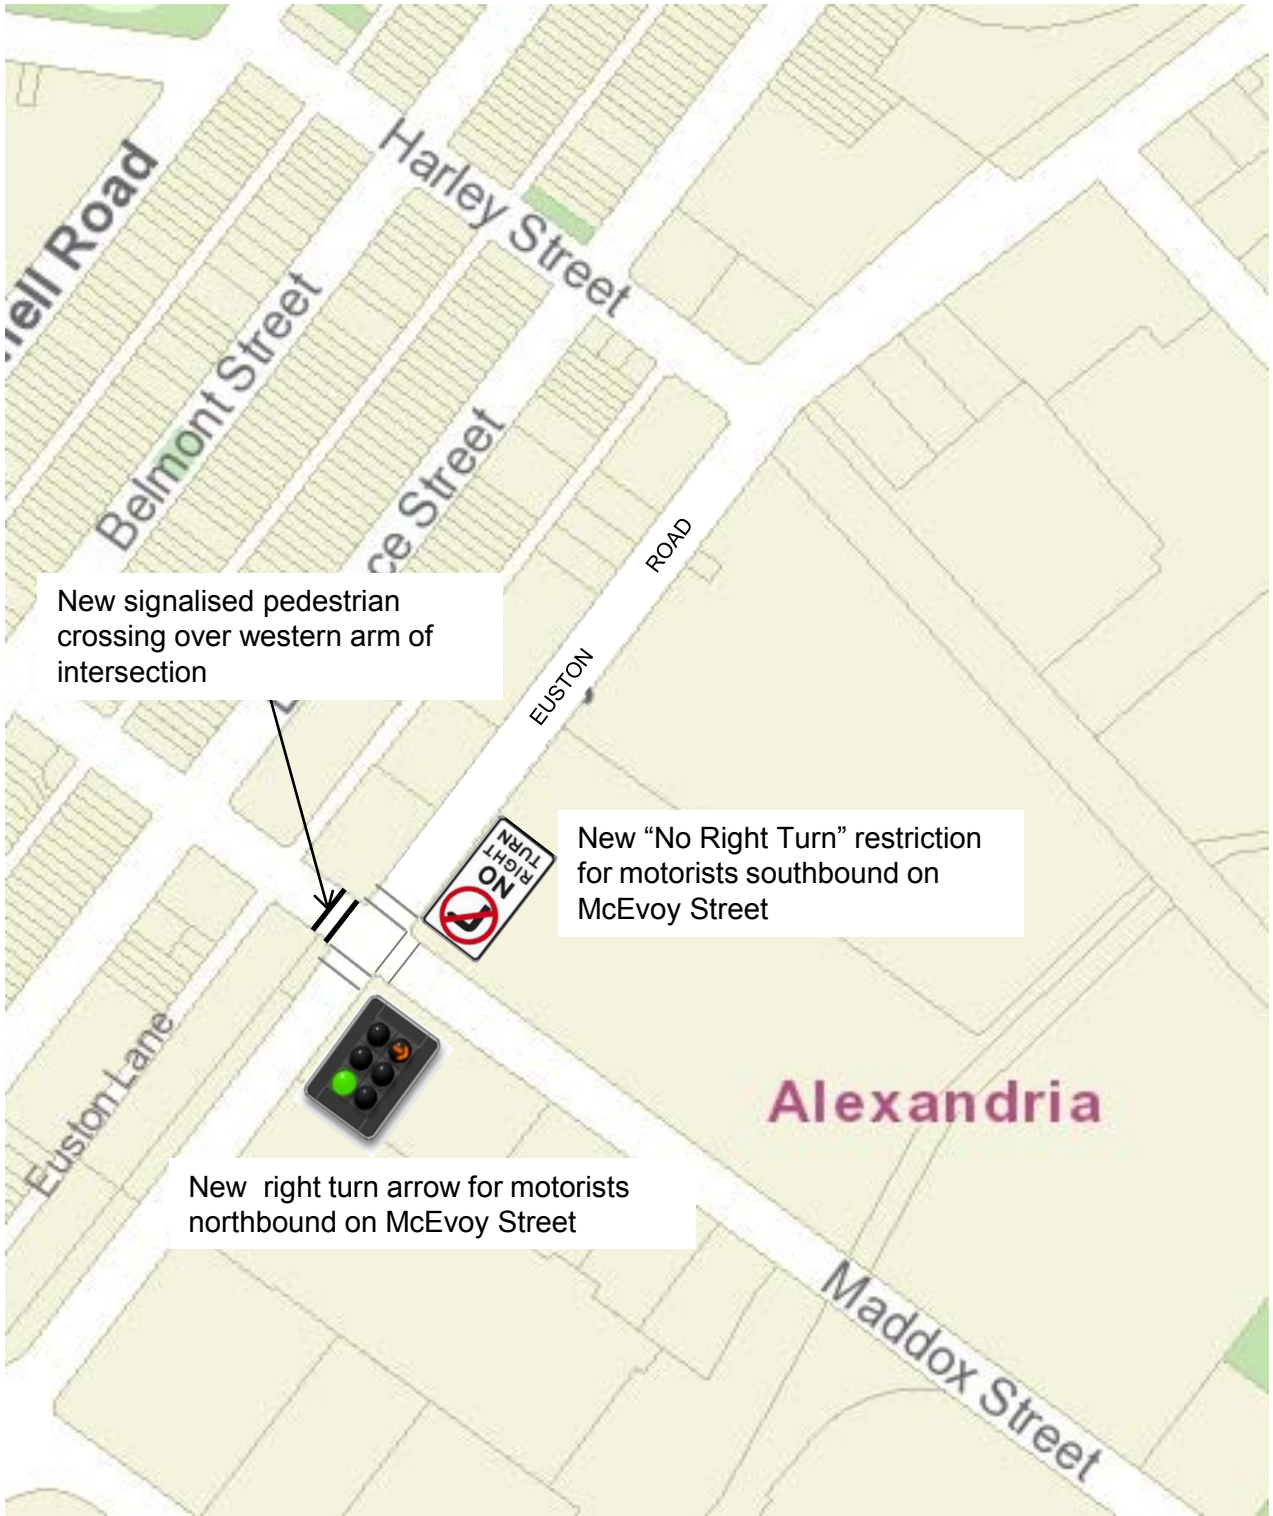 Harley Street
nell Road
Belmont Street
ce Street
ROAD
EUSTON
New signalised pedestrian
crossing over western arm of
intersection
NO
RIGHT
TURN
New “No Right Turn” restriction
for motorists southbound on
McEvoy Street
Euston Lane
Alexandria
New  right turn arrow for motorists
northbound on McEvoy Street
Maddox Street